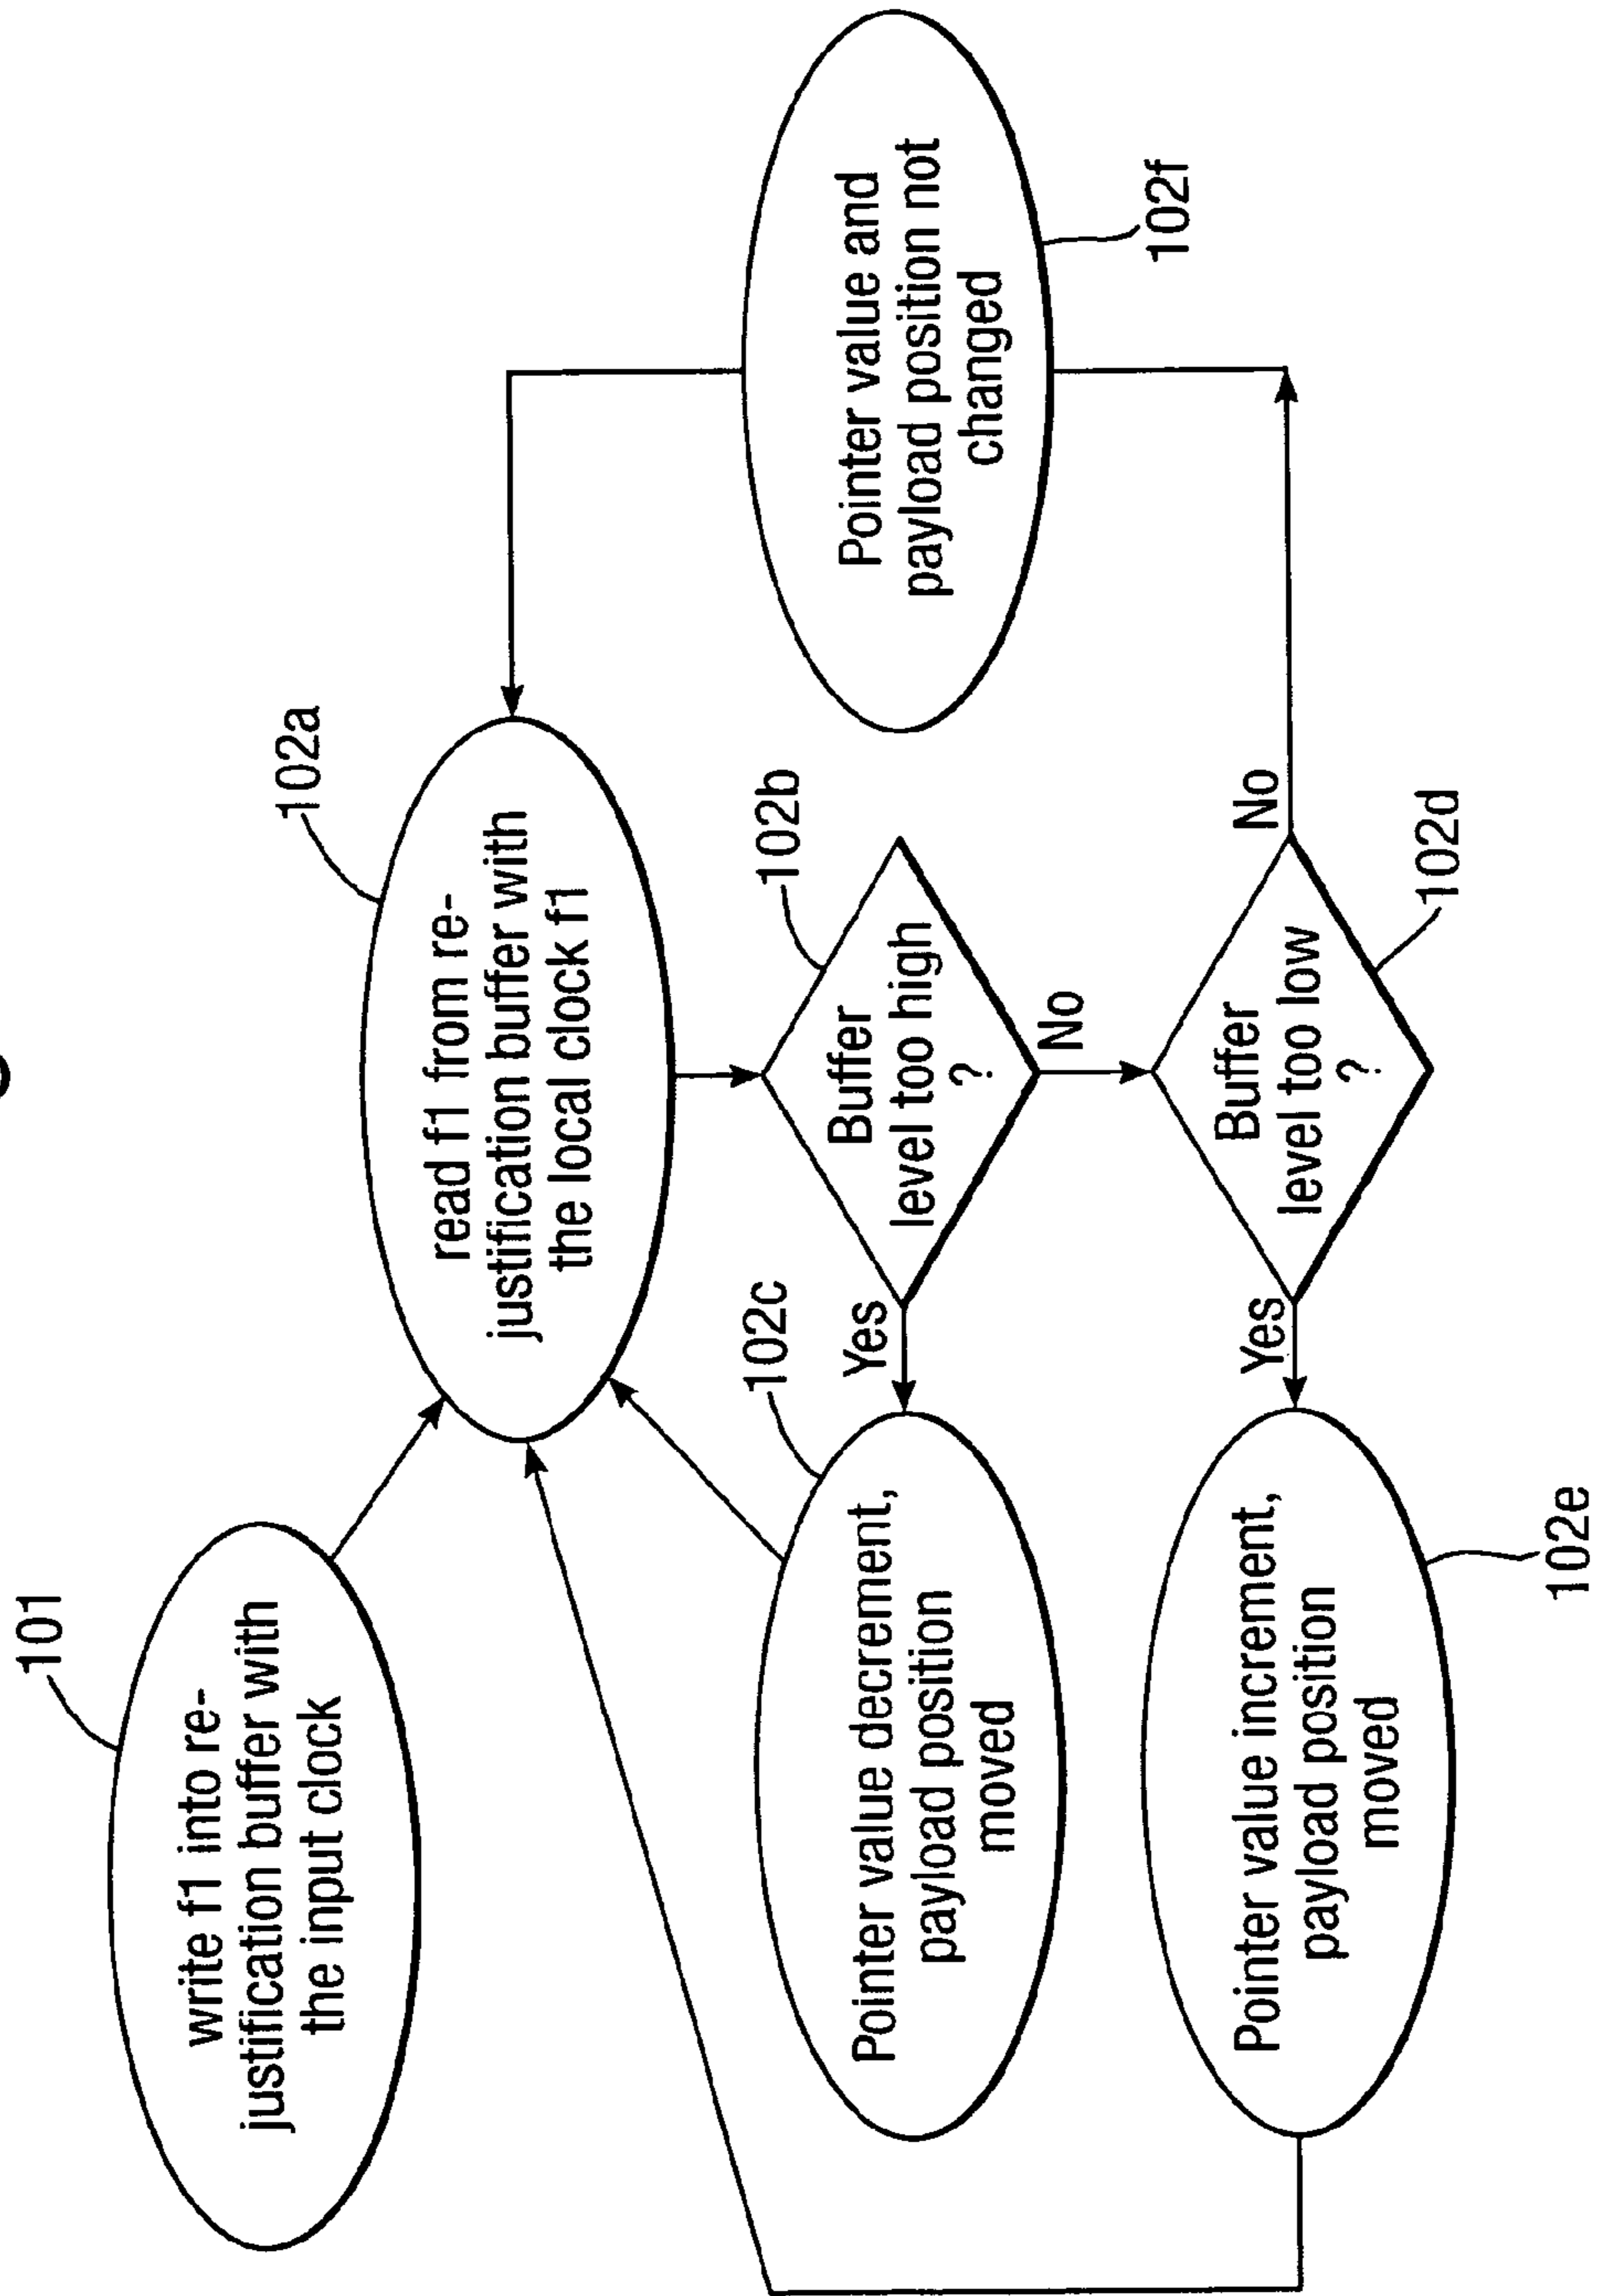 101
write f1 into re-
justification buffer with
the input clock
102a
read f1 from re-
justification buffer with
the local clock f1
102c
Pointer value decrement,
payload position
moved
Yes
102b
Buffer
level too high
?
No
Pointer value and
payload position not
changed
102f
Pointer value increment,
payload position
moved
102e
Yes
Buffer
level too low
?
102d
No